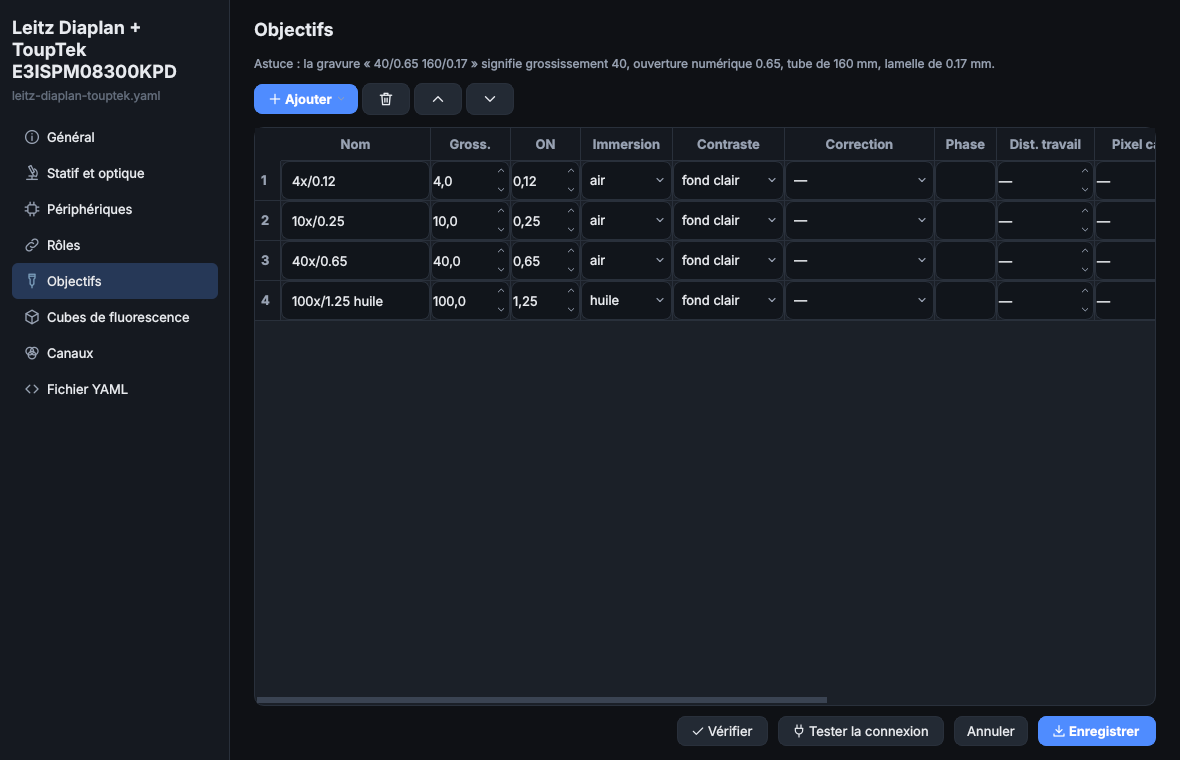 Leitz Diaplan +
ToupTek
E3ISPM08300KPD
leitz-diaplan-touptek.yaml
Général
Statif et optique
Périphériques
Rôles
Objectifs
Cubes de fluorescence
Canaux
Fichier YAML
Objectifs
Astuce : la gravure « 40/0.65 160/0.17 » signifie grossissement 40, ouverture numérique 0.65, tube de 160 mm, lamelle de 0.17 mm.
+ Ajouter
Nom Gross. ON Immersion Contraste Correction Phase Dist. travail Pixel ca
1 4x/0.12 4,0 0,12 air fond clair — — —
2 10x/0.25 10,0 0,25 air fond clair — — —
3 40x/0.65 40,0 0,65 air fond clair — — —
4 100x/1.25 huile 100,0 1,25 huile fond clair — — —
Vérifier Tester la connexion Annuler Enregistrer